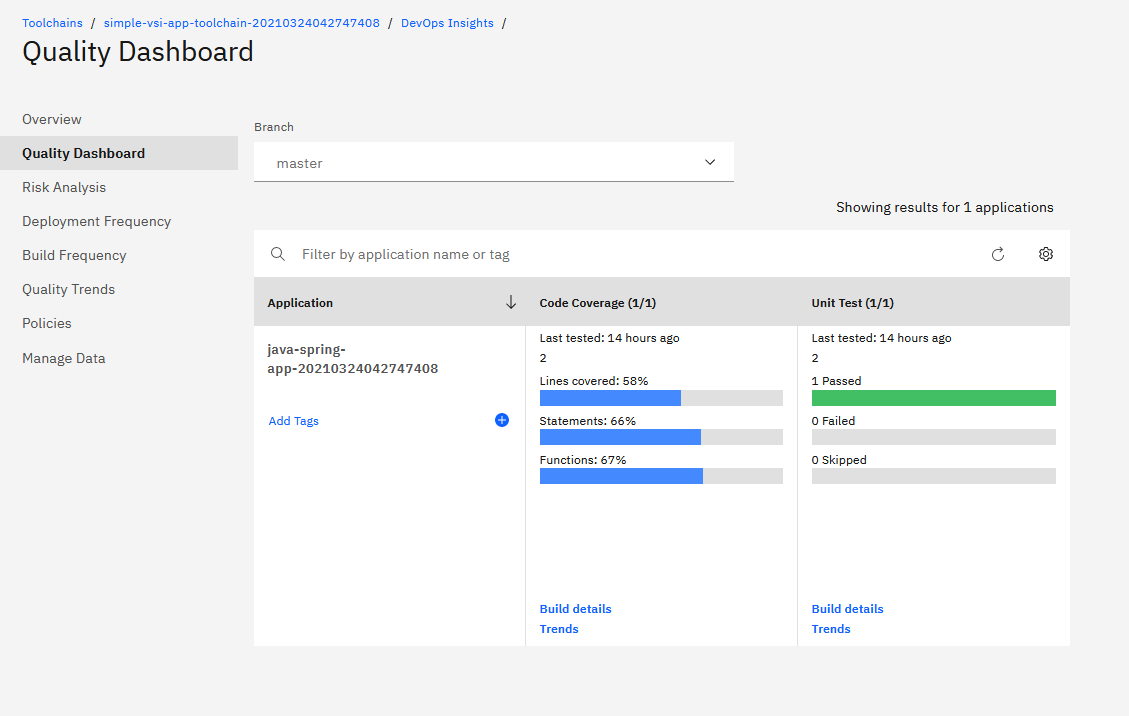 Toolchains / simple-vsi-app-toolchain-20210324042747408 / DevOps Insights /
Quality Dashboard
Overview
Quality Dashboard
Risk Analysis
Deployment Frequency
Build Frequency
Quality Trends
Policies
Manage Data
Branch
master
Showing results for 1 applications
Filter by application name or tag
Application
Code Coverage (1/1)
Unit Test (1/1)
java-spring-
app-20210324042747408
Add Tags
Last tested: 14 hours ago
2
Lines covered: 58%
Statements: 66%
Functions: 67%
Build details
Trends
Last tested: 14 hours ago
2
1 Passed
0 Failed
0 Skipped
Build details
Trends